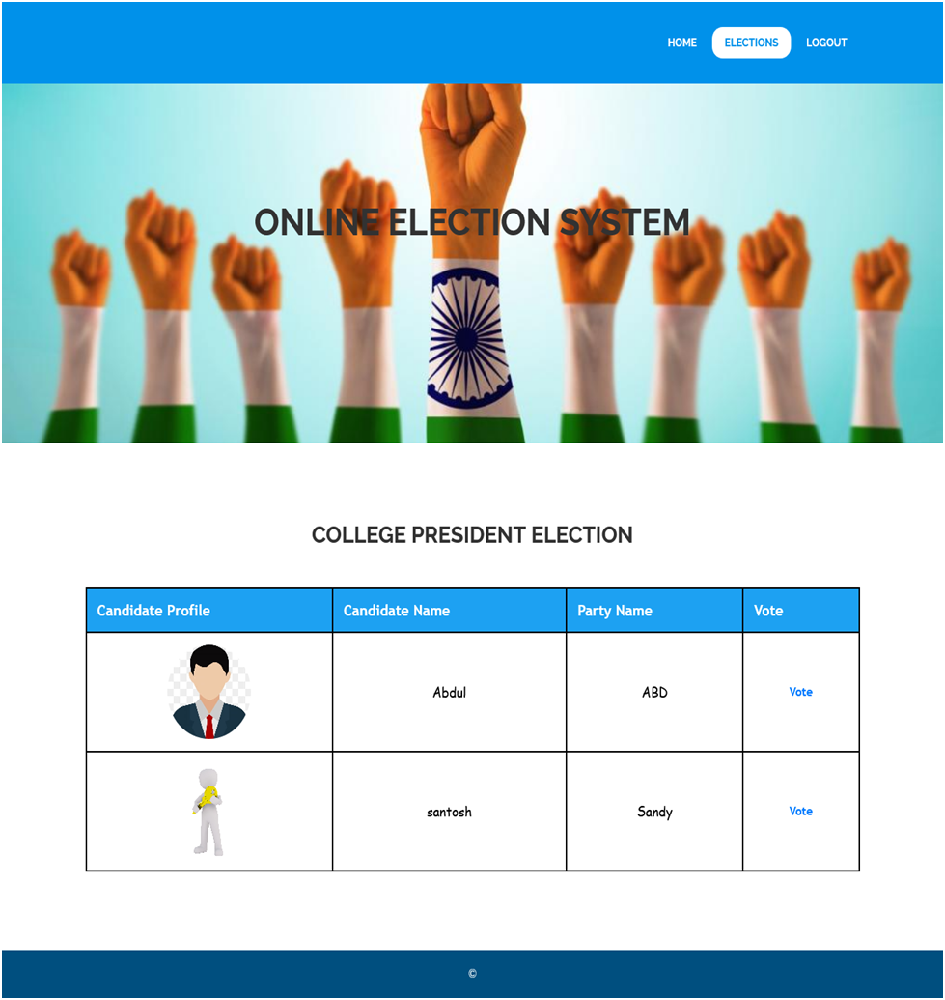 HOME ELECTIONS LOGOUT
ONLINE ELECTION SYSTEM
COLLEGE PRESIDENT ELECTION
Candidate Profile Candidate Name Party Name Vote
Abdul ABD Vote
santosh Sandy Vote
©